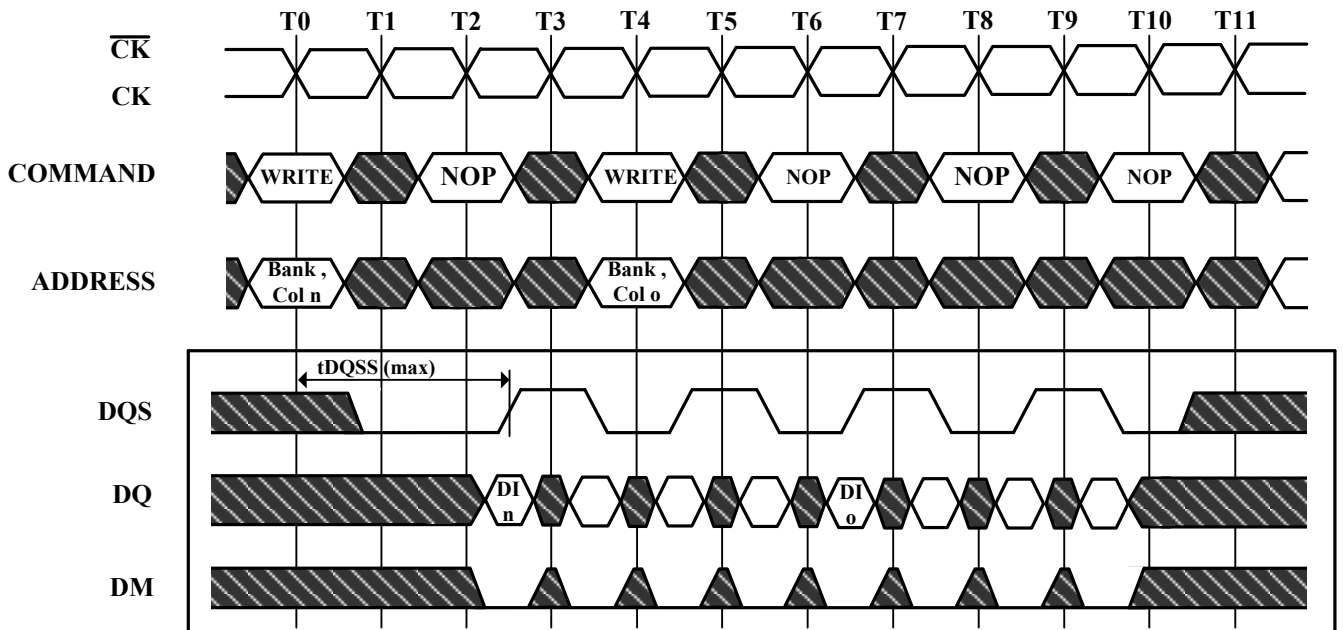 T0 T1 T2 T3 T4 T5 T6 T7 T8 T9 T10 T11
CK
CK
COMMAND
WRITE NOP WRITE NOP NOP NOP
ADDRESS
Bank , Bank ,
Col n Col o
tDQSS (max)
DQS
DQ
DI DI
n o
DM